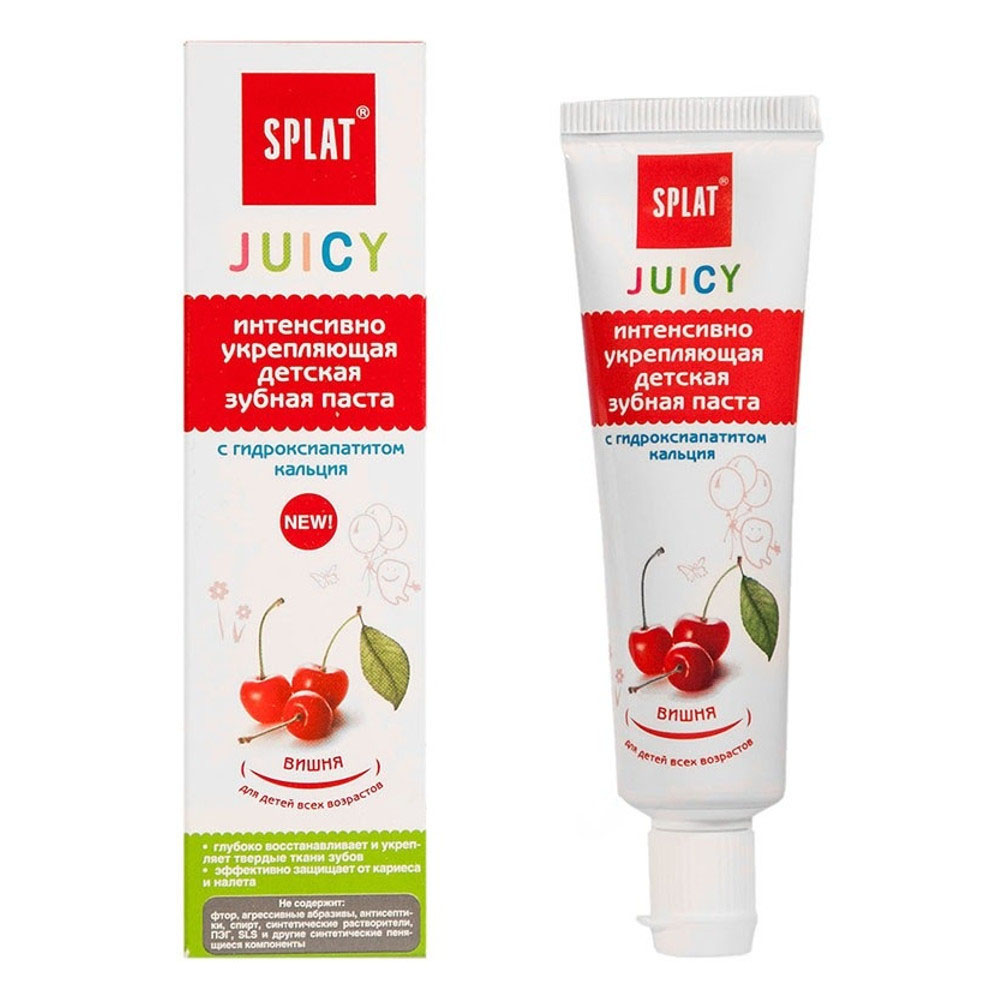 SPLAT®
JUICY
интенсивно
укрепляющая
детская
зубная паста
с гидроксиапатитом
кальция
NEW!
вишня
для детей всех возрастов
• глубоко восстанавливает и укреп-
ляет твердые ткани зубов
• эффективно защищает от кариеса
и налета
Не содержит:
фтор, агрессивные абразивы, антисепти-
ки, спирт, синтетические растворители,
ПЭГ, SLS и другие синтетические пеня-
щиеся компоненты
SPLAT®
JUICY
интенсивно
укрепляющая
детская
зубная паста
с гидроксиапатитом
кальция
вишня
для детей всех возрастов